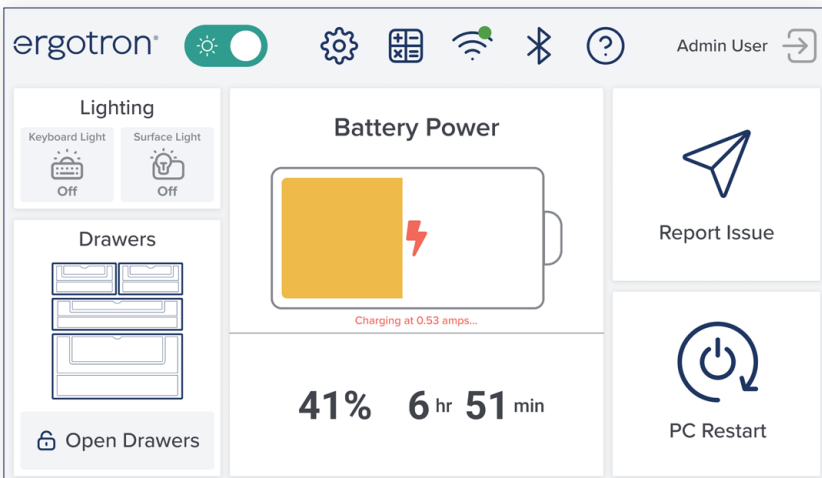 ergotron®
Admin User
Lighting
Keyboard Light
Off
Surface Light
Off
Drawers
Open Drawers
Battery Power
Charging at 0.53 amps...
41% 6 hr 51 min
Report Issue
PC Restart